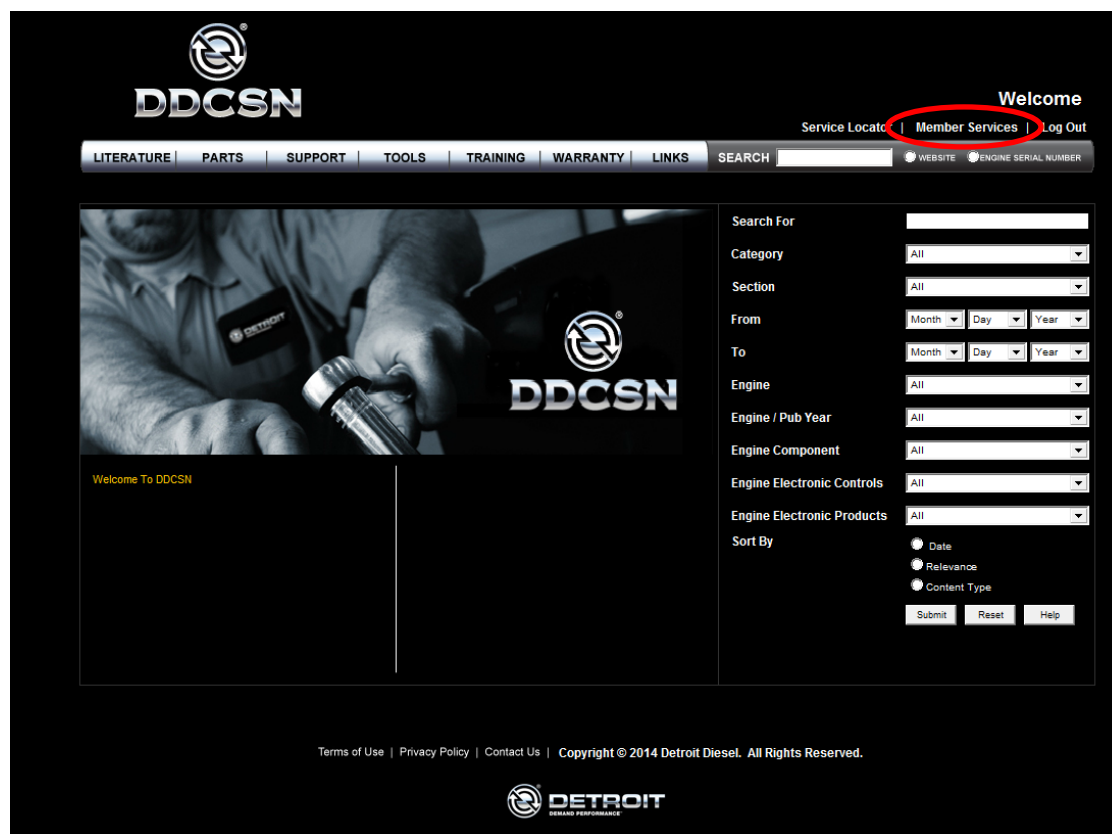 DDCSN
Welcome
Service Locator | Member Services | Log Out
LITERATURE | PARTS | SUPPORT | TOOLS | TRAINING | WARRANTY | LINKS SEARCH WEBSITE ENGINE SERIAL NUMBER
DETROIT
DDCSN
Search For
Category All
Section All
From Month Day Year
To Month Day Year
Engine All
Engine / Pub Year All
Engine Component All
Welcome To DDCSN
Engine Electronic Controls All
Engine Electronic Products All
Sort By Date
Relevance
Content Type
Submit Reset Help
Terms of Use | Privacy Policy | Contact Us | Copyright © 2014 Detroit Diesel. All Rights Reserved.
DETROIT
DEMAND PERFORMANCE